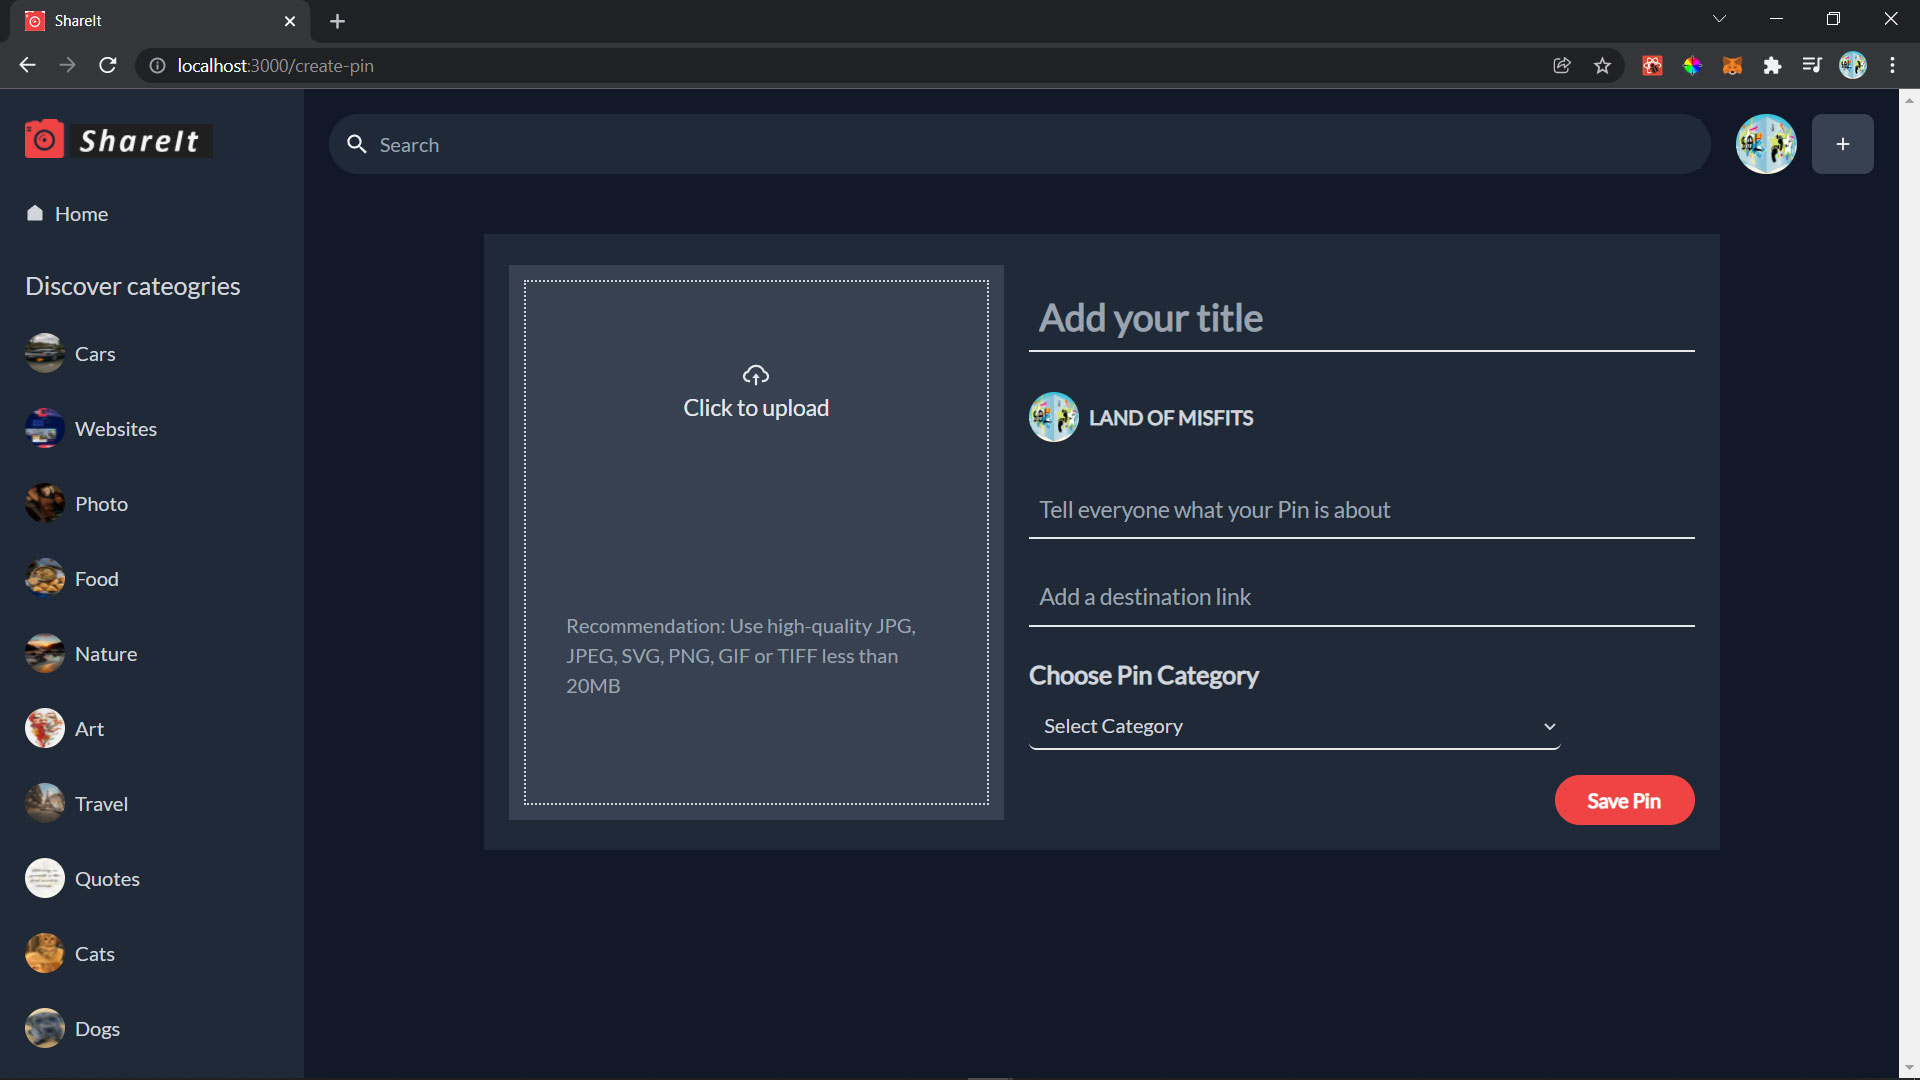 ShareIt
localhost:3000/create-pin
ShareIt
Search
Home
Discover cateogries
Cars
Websites
Photo
Food
Nature
Art
Travel
Quotes
Cats
Dogs
Click to upload
Recommendation: Use high-quality JPG,
JPEG, SVG, PNG, GIF or TIFF less than
20MB
Add your title
LAND OF MISFITS
Tell everyone what your Pin is about
Add a destination link
Choose Pin Category
Select Category
Save Pin